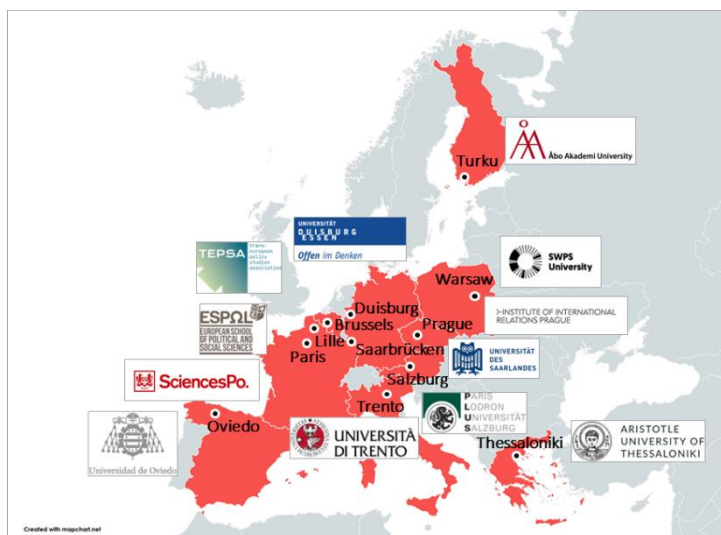 Turku
Åbo Akademi University
UNIVERSITÄT
DUISBURG
ESSEN
Offen im Denken
TEPSA
trans
european
policy
studies
association
SWPS
University
Warsaw
>INSTITUTE OF INTERNATIONAL
RELATIONS PRAGUE
ESPOL
EUROPEAN SCHOOL
OF POLITICAL AND
SOCIAL SCIENCES
Duisburg
Brussels
Prague
Lille
Paris
Saarbrücken
UNIVERSITÄT
DES
SAARLANDES
SciencesPo.
Salzburg
Trento
PARIS
LODRON
UNIVERSITÄT
SALZBURG
Oviedo
Universidad de Oviedo
UNIVERSITÀ
DI TRENTO
Thessaloniki
ARISTOTLE
UNIVERSITY OF
THESSALONIKI
Created with mapchart.net